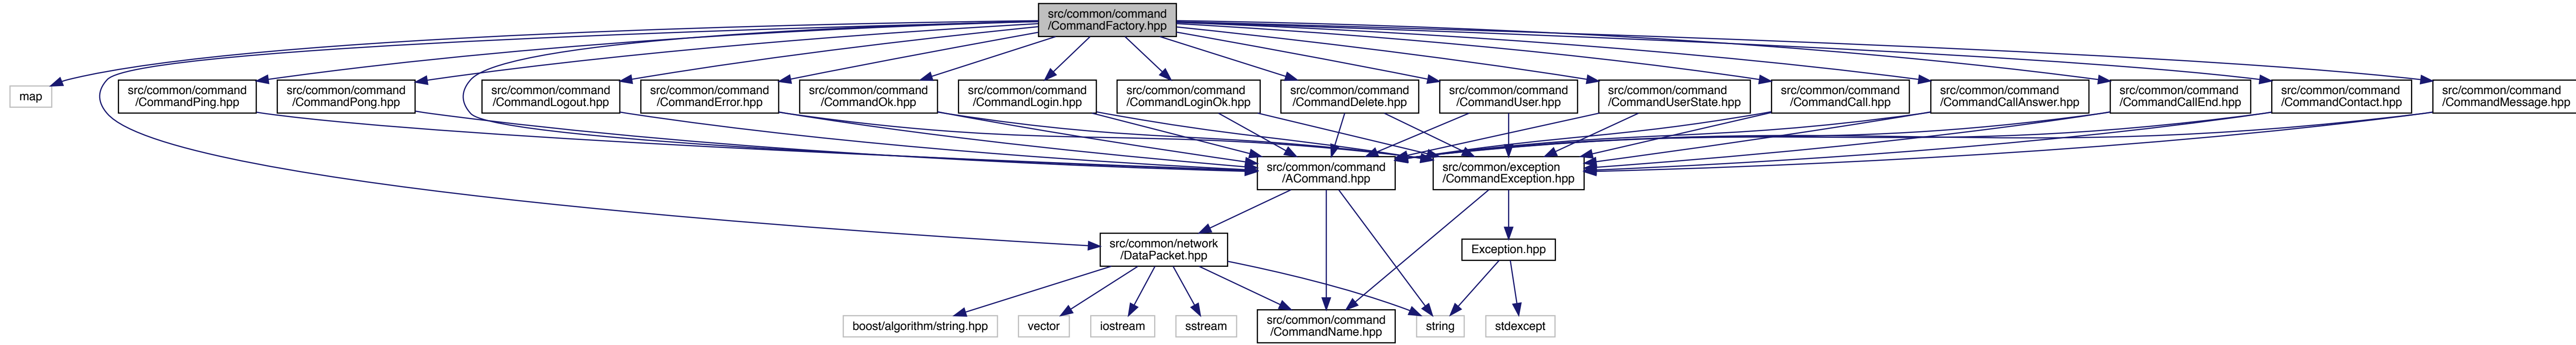 src/common/command
/CommandFactory.hpp
map
src/common/command
/CommandPing.hpp
src/common/command
/CommandPong.hpp
src/common/command
/CommandLogout.hpp
src/common/command
/CommandError.hpp
src/common/command
/CommandOk.hpp
src/common/command
/CommandLogin.hpp
src/common/command
/CommandLoginOk.hpp
src/common/command
/CommandDelete.hpp
src/common/command
/CommandUser.hpp
src/common/command
/CommandUserState.hpp
src/common/command
/CommandCall.hpp
src/common/command
/CommandCallAnswer.hpp
src/common/command
/CommandCallEnd.hpp
src/common/command
/CommandContact.hpp
src/common/command
/CommandMessage.hpp
src/common/command
/ACommand.hpp
src/common/exception
/CommandException.hpp
src/common/network
/DataPacket.hpp
Exception.hpp
boost/algorithm/string.hpp
vector
iostream
sstream
src/common/command
/CommandName.hpp
string
stdexcept